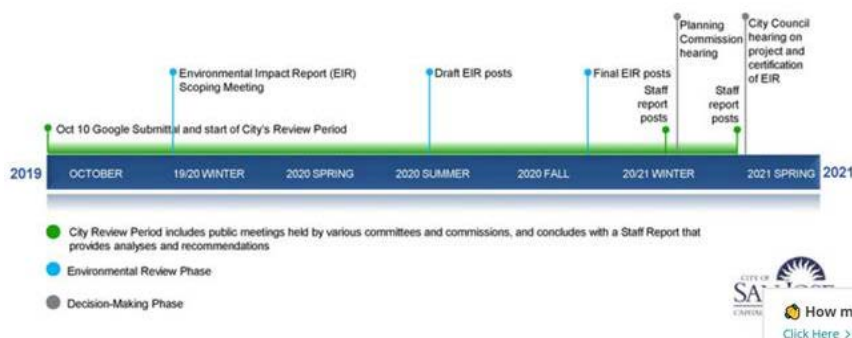 Planning
Commission
hearing
City Council
hearing on
project and
certification
of EIR
Environmental Impact Report (EIR)
Scoping Meeting
Draft EIR posts
Final EIR posts
Staff
report
posts
Staff
report
posts
Oct 10 Google Submittal and start of City's Review Period
2019 OCTOBER 19/20 WINTER 2020 SPRING 2020 SUMMER 2020 FALL 20/21 WINTER 2021 SPRING 2021
City Review Period includes public meetings held by various committees and commissions, and concludes with a Staff Report that
provides analyses and recommendations
Environmental Review Phase
Decision-Making Phase
CITY OF
SAN JOSE
How m
Click Here >